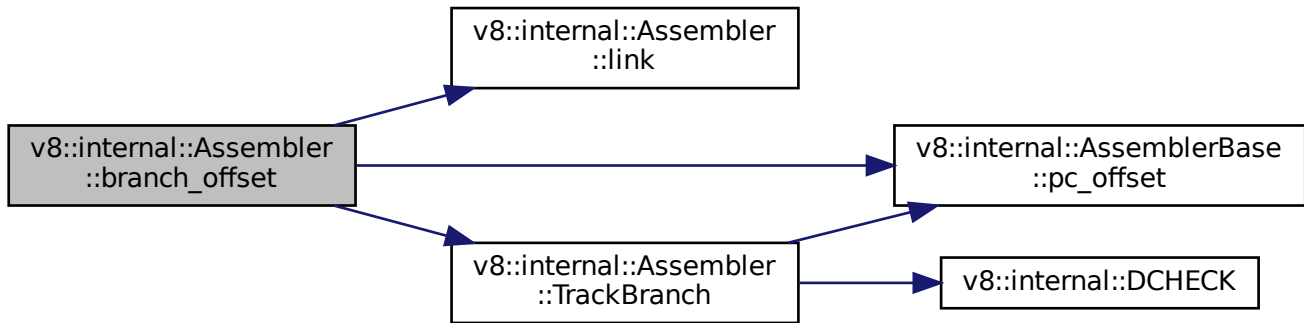 v8::internal::Assembler
::link
v8::internal::Assembler
::branch_offset
v8::internal::AssemblerBase
::pc_offset
v8::internal::Assembler
::TrackBranch
v8::internal::DCHECK